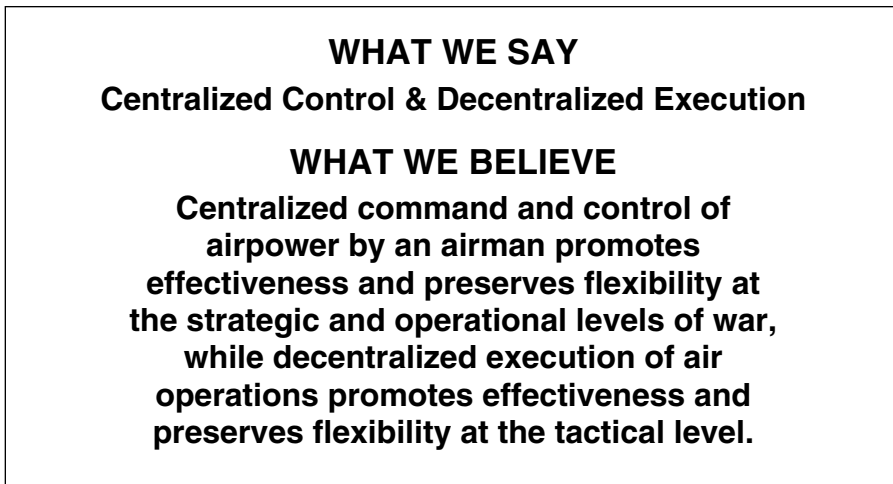 WHAT WE SAY
Centralized Control & Decentralized Execution
WHAT WE BELIEVE
Centralized command and control of
airpower by an airman promotes
effectiveness and preserves flexibility at
the strategic and operational levels of war,
while decentralized execution of air
operations promotes effectiveness and
preserves flexibility at the tactical level.